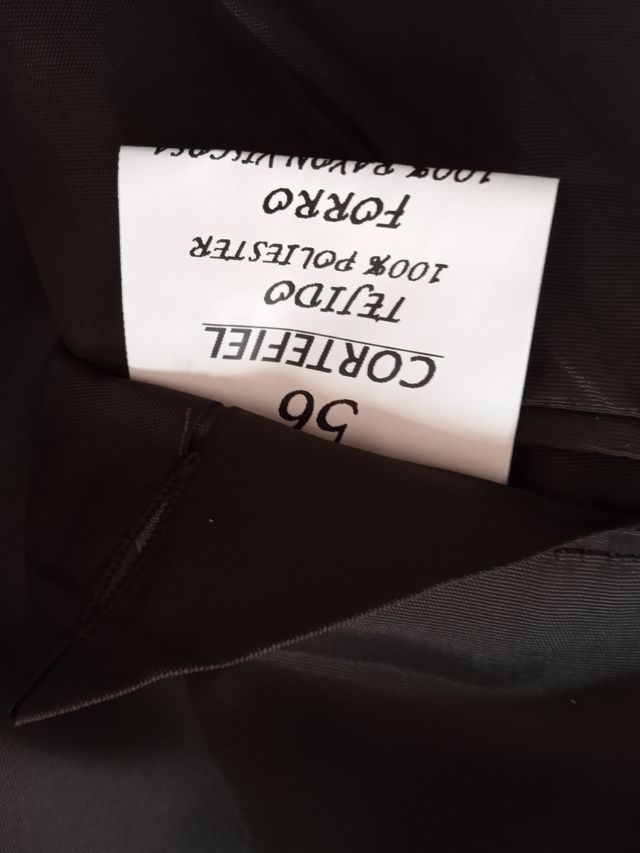 56
CORTEFIEL
TEJIDO
100% POLIESTER
FORRO
100% RAYON VISCOSA